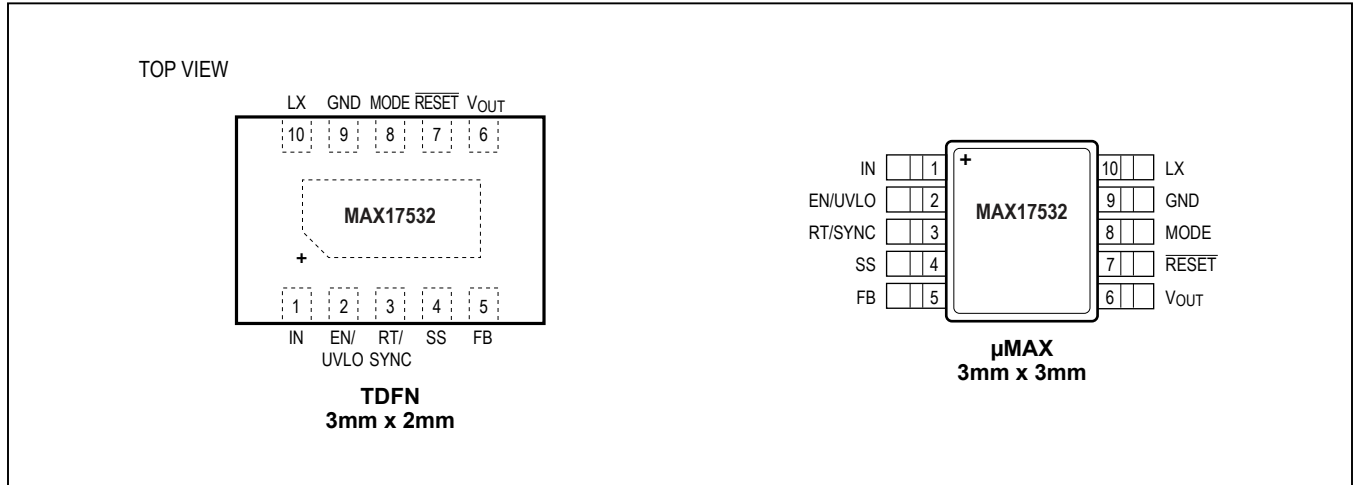 TOP VIEW
LX GND MODE RESET VOUT
10 9 8 7 6
MAX17532
+
1 2 3 4 5
IN EN/ RT/ SS FB
UVLO SYNC
TDFN
3mm x 2mm
+
MAX17532
IN 1 10 LX
EN/UVLO 2 9 GND
RT/SYNC 3 8 MODE
SS 4 7 RESET
FB 5 6 VOUT
µMAX
3mm x 3mm